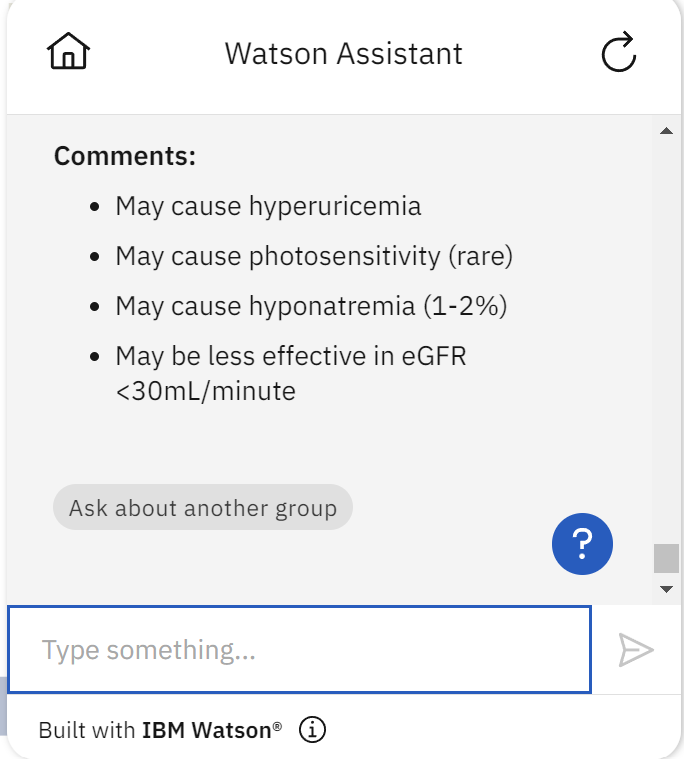 Watson Assistant
Comments:
• May cause hyperuricemia
• May cause photosensitivity (rare)
• May cause hyponatremia (1-2%)
• May be less effective in eGFR
<30mL/minute
Ask about another group
?
Type something...
Built with IBM Watson®